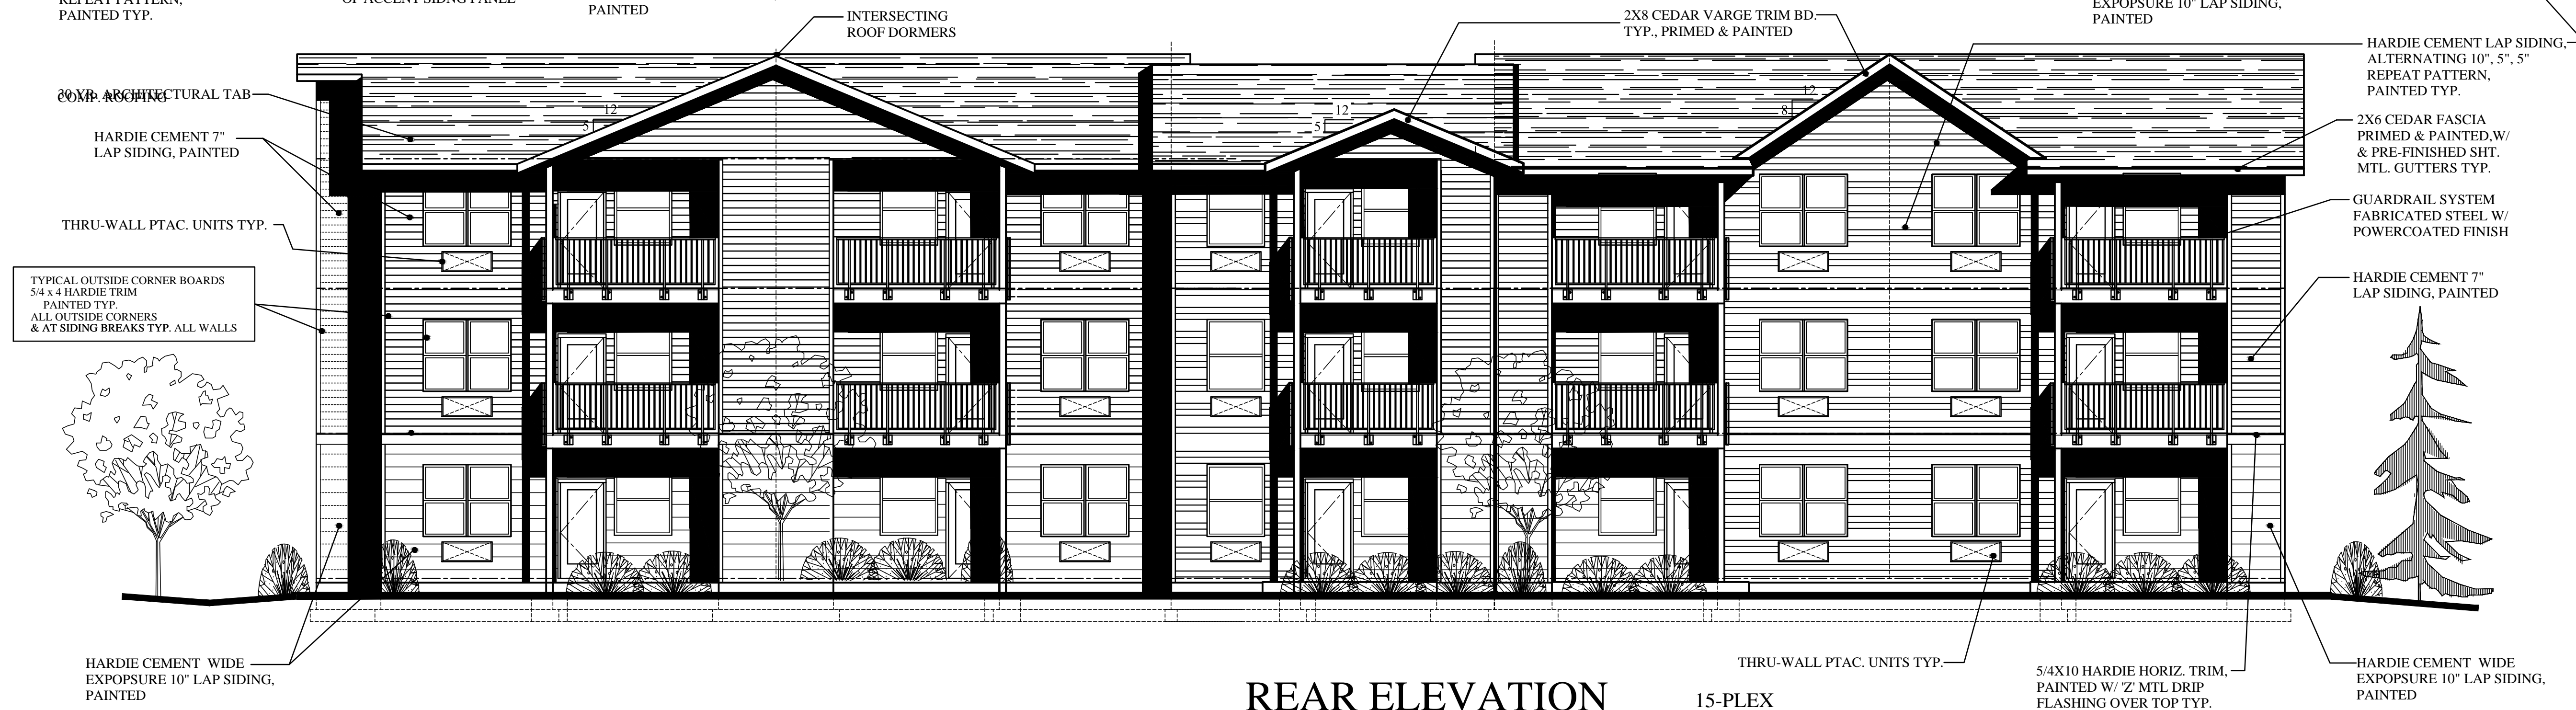 REPEAT PATTERN,
PAINTED TYP.
OF ACCENT SIDNG PANEL
PAINTED
INTERSECTING
ROOF DORMERS
2X8 CEDAR VARGE TRIM BD.
TYP., PRIMED & PAINTED
EXPOPSURE 10" LAP SIDING,
PAINTED
HARDIE CEMENT LAP SIDING,
ALTERNATING 10", 5", 5"
REPEAT PATTERN,
PAINTED TYP.
30 YR. ARCHITECTURAL TAB
COMP. ROOFING
12
5
12
5
12
8
HARDIE CEMENT 7"
LAP SIDING, PAINTED
2X6 CEDAR FASCIA
PRIMED & PAINTED,W/
& PRE-FINISHED SHT.
MTL. GUTTERS TYP.
THRU-WALL PTAC. UNITS TYP.
GUARDRAIL SYSTEM
FABRICATED STEEL W/
POWERCOATED FINISH
TYPICAL OUTSIDE CORNER BOARDS
5/4 x 4 HARDIE TRIM
PAINTED TYP.
ALL OUTSIDE CORNERS
& AT SIDING BREAKS TYP. ALL WALLS
HARDIE CEMENT 7"
LAP SIDING, PAINTED
HARDIE CEMENT WIDE
EXPOPSURE 10" LAP SIDING,
PAINTED
THRU-WALL PTAC. UNITS TYP.
5/4X10 HARDIE HORIZ. TRIM,
PAINTED W/ 'Z' MTL DRIP
FLASHING OVER TOP TYP.
HARDIE CEMENT WIDE
EXPOPSURE 10" LAP SIDING,
PAINTED
REAR ELEVATION
15-PLEX